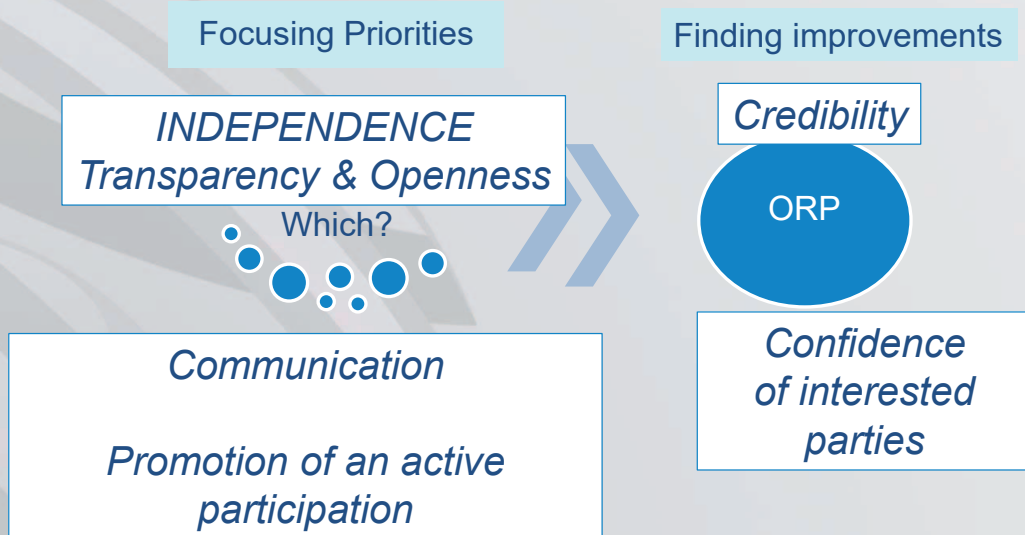 Focusing Priorities
INDEPENDENCE
Transparency & Openness
Which?
Communication
Promotion of an active
participation
Finding improvements
Credibility
ORP
Confidence
of interested
parties